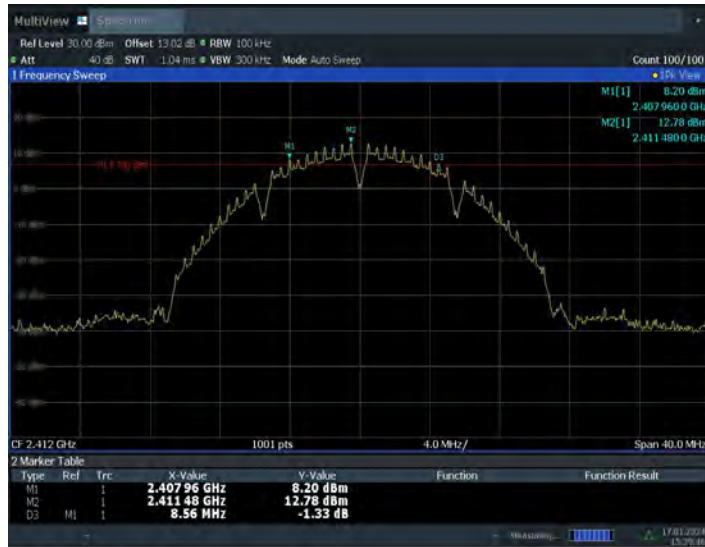 MultiView Spectrum
Ref Level 30.00 dBm Offset 13.02 dB RBW 100 kHz
Att 40 dB SWT 1.04 ms VBW 300 kHz Mode Auto Sweep Count 100/100
1 Frequency Sweep 1Pk View
M1[1] 8.20 dBm
2.407 960 0 GHz
M2[1] 12.78 dBm
2.411 480 0 GHz
M2
M1
D3
CF 2.412 GHz 1001 pts 4.0 MHz/ Span 40.0 MHz
2 Marker Table
Type Ref Trc X-Value Y-Value Function Function Result
M1 1 2.407 96 GHz 8.20 dBm
M2 1 2.411 48 GHz 12.78 dBm
D3 M1 1 8.56 MHz -1.33 dB
Measuring...